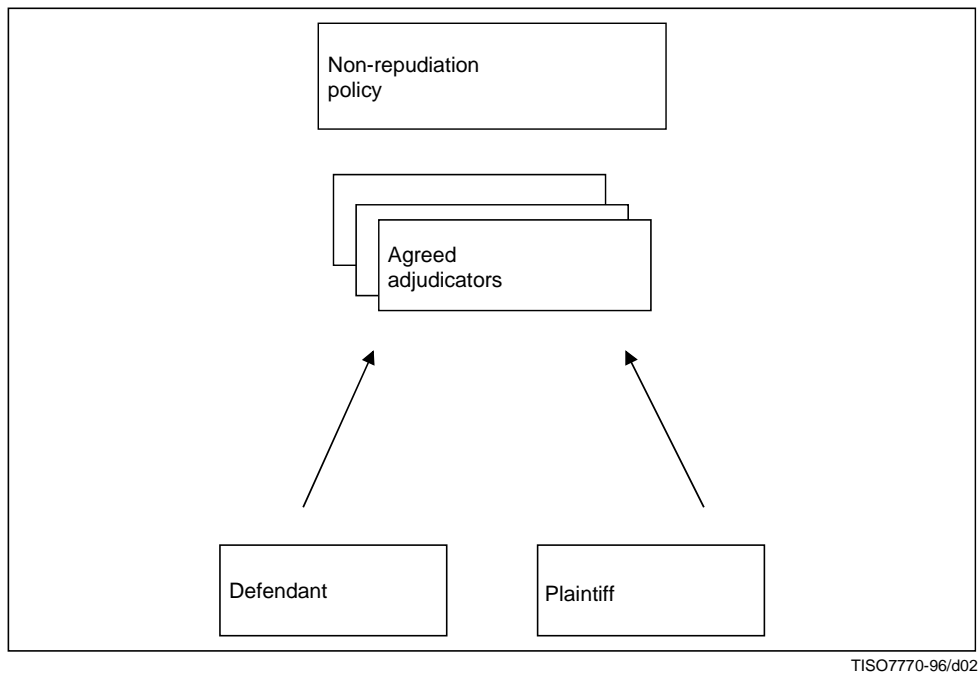 Non-repudiation
policy
Agreed
adjudicators
Defendant
Plaintiff
TISO7770-96/d02